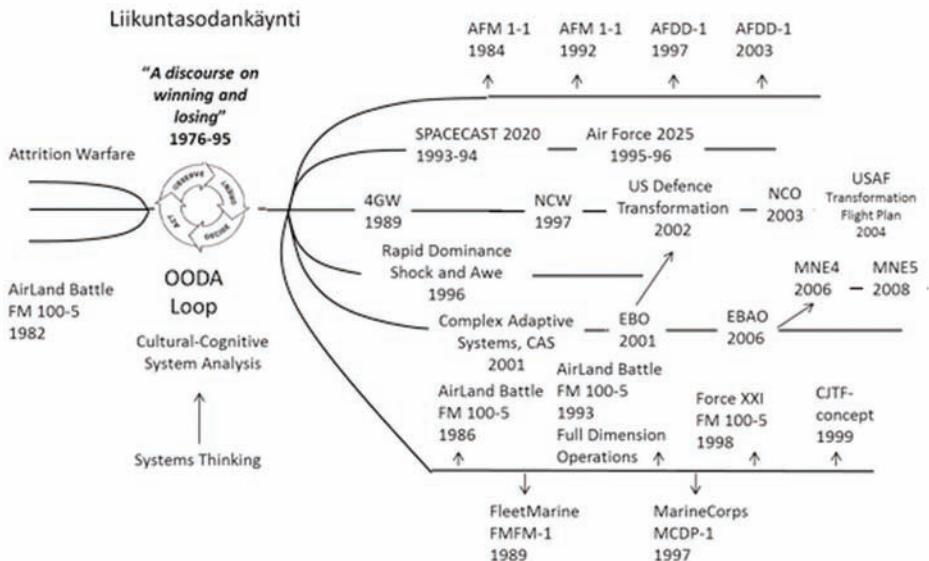 Liikuntasodankäynti
"A discourse on
winning and
losing"
1976-95
Attrition Warfare
OBSERVE
ORIENT
DECIDE
ACT
OODA
Loop
AirLand Battle
FM 100-5
1982
Cultural-Cognitive
System Analysis
Systems Thinking
AFM 1-1
1984
AFM 1-1
1992
AFDD-1
1997
AFDD-1
2003
SPACECAST 2020
1993-94
Air Force 2025
1995-96
4GW
1989
NCW
1997
US Defence
Transformation
2002
NCO
2003
USAF
Transformation
Flight Plan
2004
Rapid Dominance
Shock and Awe
1996
MNE4
2006
MNE5
2008
Complex Adaptive
Systems, CAS
2001
EBO
2001
EBAO
2006
AirLand Battle
FM 100-5
1986
AirLand Battle
FM 100-5
1993
Full Dimension
Operations
Force XXI
FM 100-5
1998
CJTF-
concept
1999
FleetMarine
FMFM-1
1989
MarineCorps
MCDP-1
1997